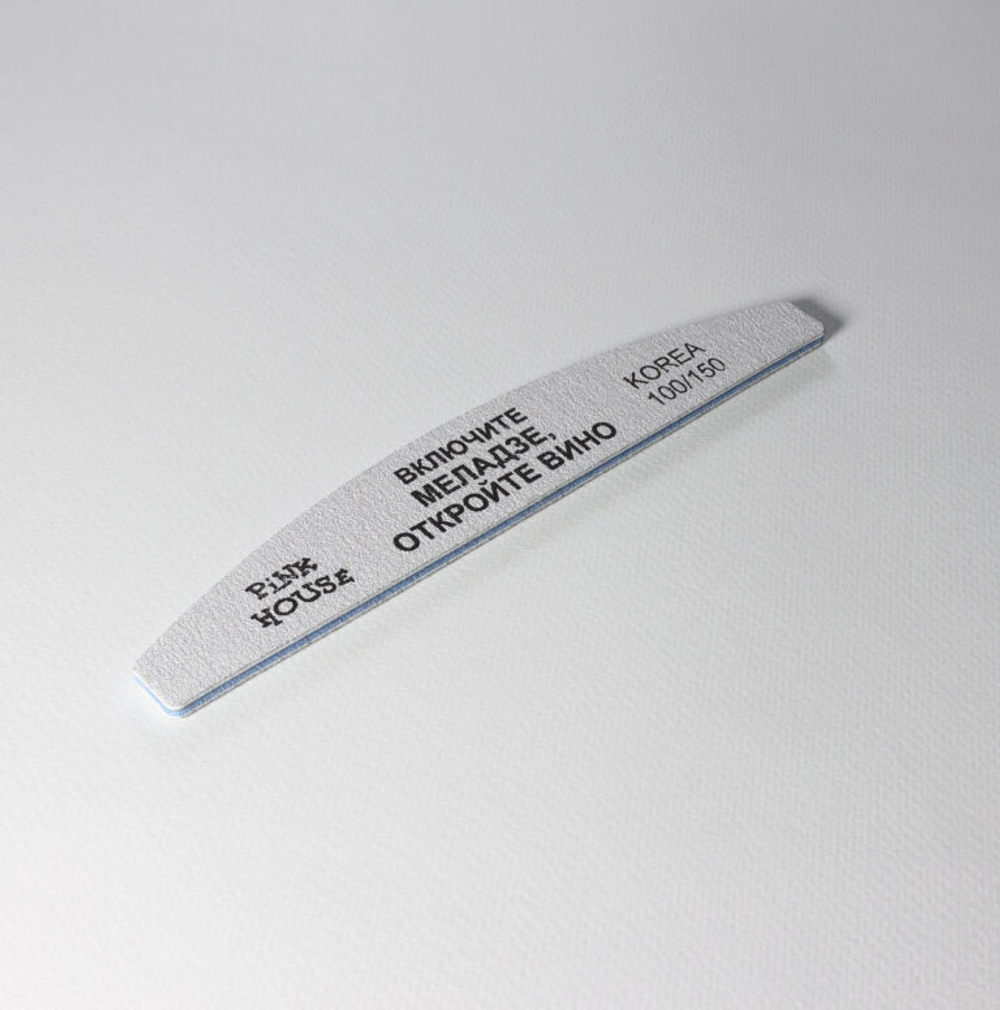 PiNK
HOUSE
ВКЛЮЧИТЕ
МЕЛАДЗЕ,
ОТКРОЙТЕ ВИНО
KOREA
100/150